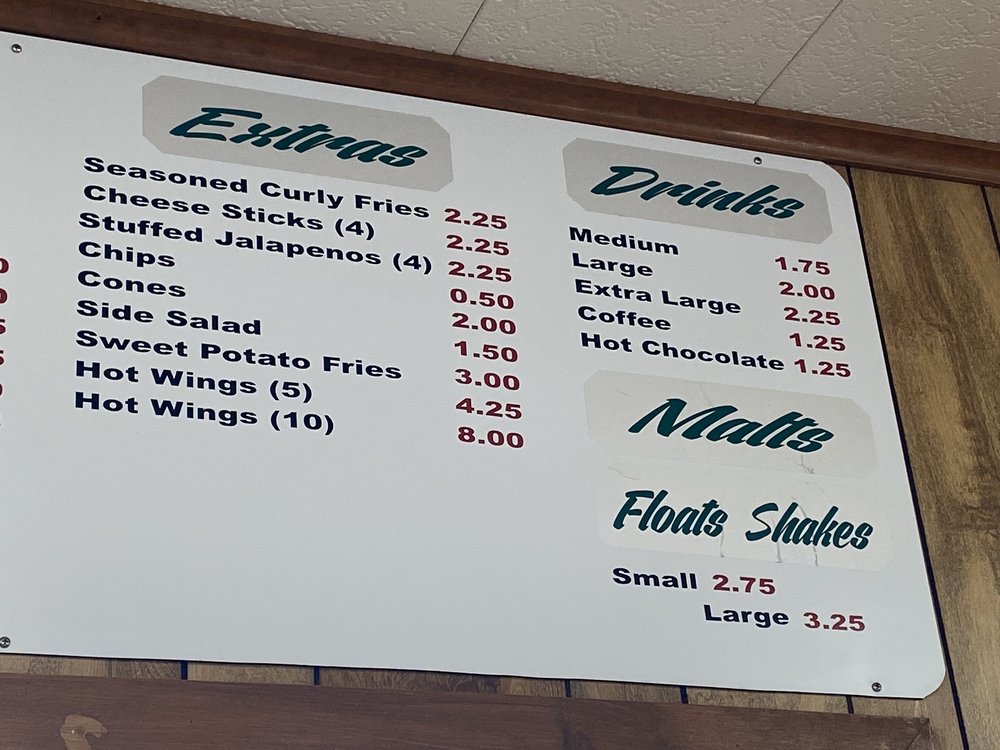 Extras
Seasoned Curly Fries 2.25
Cheese Sticks (4) 2.25
Stuffed Jalapenos (4) 2.25
Chips 0.50
Cones 2.00
Side Salad 1.50
Sweet Potato Fries 3.00
Hot Wings (5) 4.25
Hot Wings (10) 8.00
Drinks
Medium 1.75
Large 2.00
Extra Large 2.25
Coffee 1.25
Hot Chocolate 1.25
Malts
Floats Shakes
Small 2.75
Large 3.25